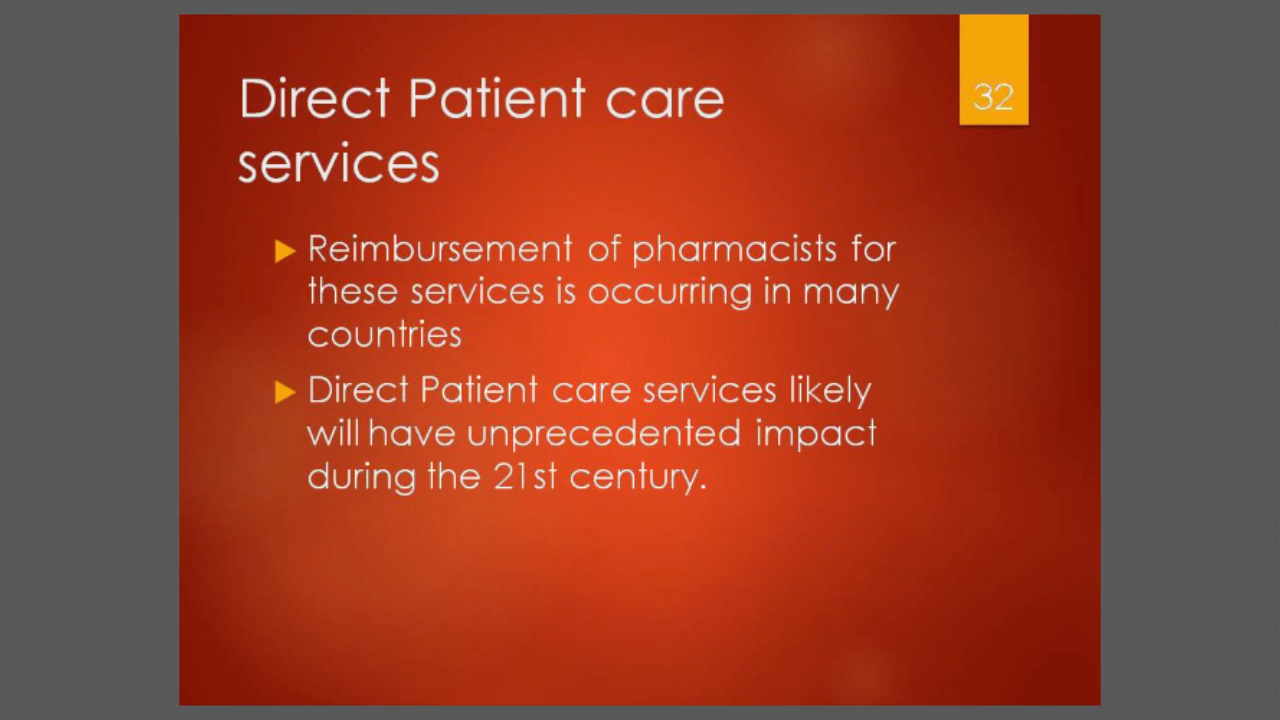 Direct Patient care
services
32
Reimbursement of pharmacists for
these services is occurring in many
countries
Direct Patient care services likely
will have unprecedented impact
during the 21st century.